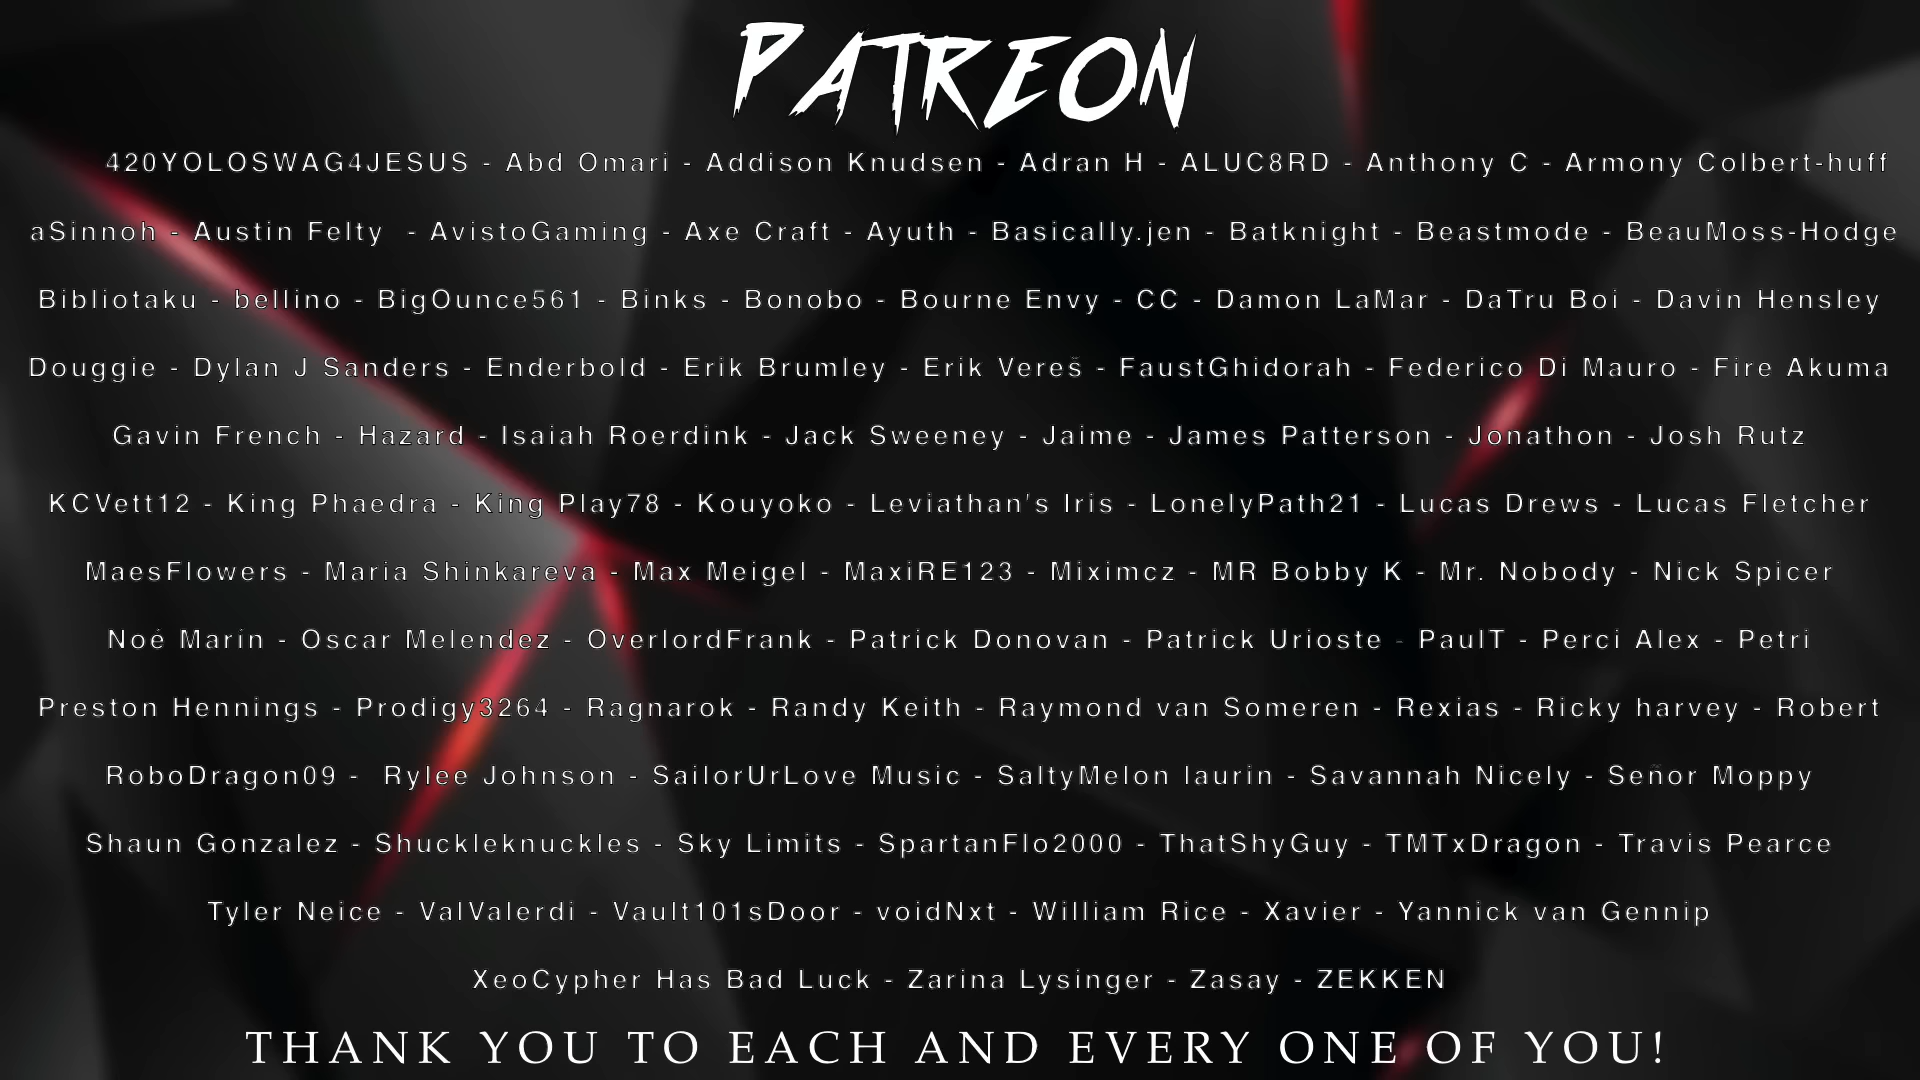 PATREON
420YOLOSWAG4JESUS - Abd Omari - Addison Knudsen - Adran H - ALUC8RD - Anthony C - Armony Colbert-huff
aSinnoh - Austin Felty - AvistoGaming - Axe Craft - Ayuth - Basically.jen - Batknight - Beastmode - BeauMoss-Hodge
Bibliotaku - bellino - BigOunce561 - Binks - Bonobo - Bourne Envy - CC - Damon LaMar - DaTru Boi - Davin Hensley
Douggie - Dylan J Sanders - Enderbold - Erik Brumley - Erik Vereš - FaustGhidorah - Federico Di Mauro - Fire Akuma
Gavin French - Hazard - Isaiah Roerdink - Jack Sweeney - Jaime - James Patterson - Jonathon - Josh Rutz
KCVett12 - King Phaedra - King Play78 - Kouyoko - Leviathan's Iris - LonelyPath21 - Lucas Drews - Lucas Fletcher
MaesFlowers - Maria Shinkareva - Max Meigel - MaxiRE123 - Miximcz - MR Bobby K - Mr. Nobody - Nick Spicer
Noé Marín - Oscar Melendez - OverlordFrank - Patrick Donovan - Patrick Urioste - PaulT - Perci Alex - Petri
Preston Hennings - Prodigy3264 - Ragnarok - Randy Keith - Raymond van Someren - Rexias - Ricky harvey - Robert
RoboDragon09 - Rylee Johnson - SailorUrLove Music - SaltyMelon laurin - Savannah Nicely - Señor Moppy
Shaun Gonzalez - Shuckleknuckles - Sky Limits - SpartanFlo2000 - ThatShyGuy - TMTxDragon - Travis Pearce
Tyler Neice - ValValerdi - Vault101sDoor - voidNxt - William Rice - Xavier - Yannick van Gennip
XeoCypher Has Bad Luck - Zarina Lysinger - Zasay - ZEKKEN
THANK YOU TO EACH AND EVERY ONE OF YOU!